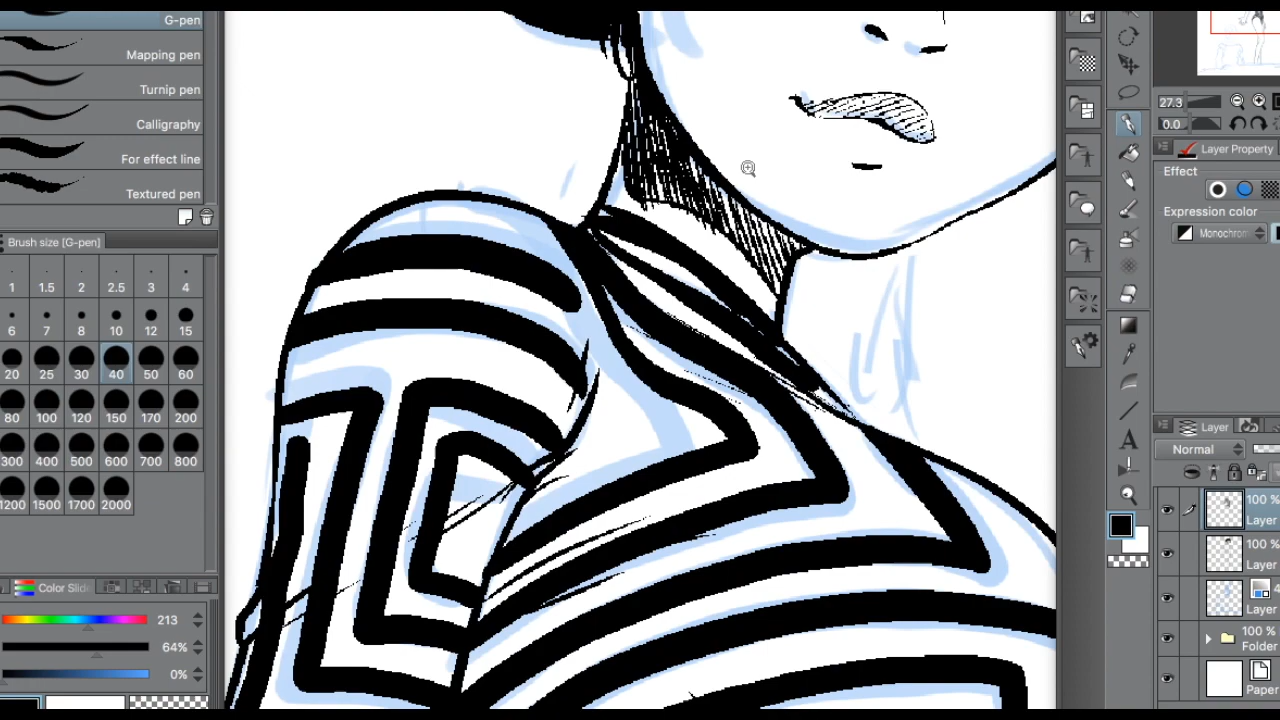 G-pen
Mapping pen
Turnip pen
Calligraphy
For effect line
Textured pen
Brush size [G-pen]
1 1.5 2 2.5 3 4
6 7 8 10 12 15
20 25 30 40 50 60
80 100 120 150 170 200
300 400 500 600 700 800
1200 1500 1700 2000
Color Slid
213
64%
0%
27.3
0.0
Layer Property
Effect
Expression color
Monochrom
Layer
Normal
100 %
Layer
100 %
Layer
4
Layer
100 %
Folder
Paper
A